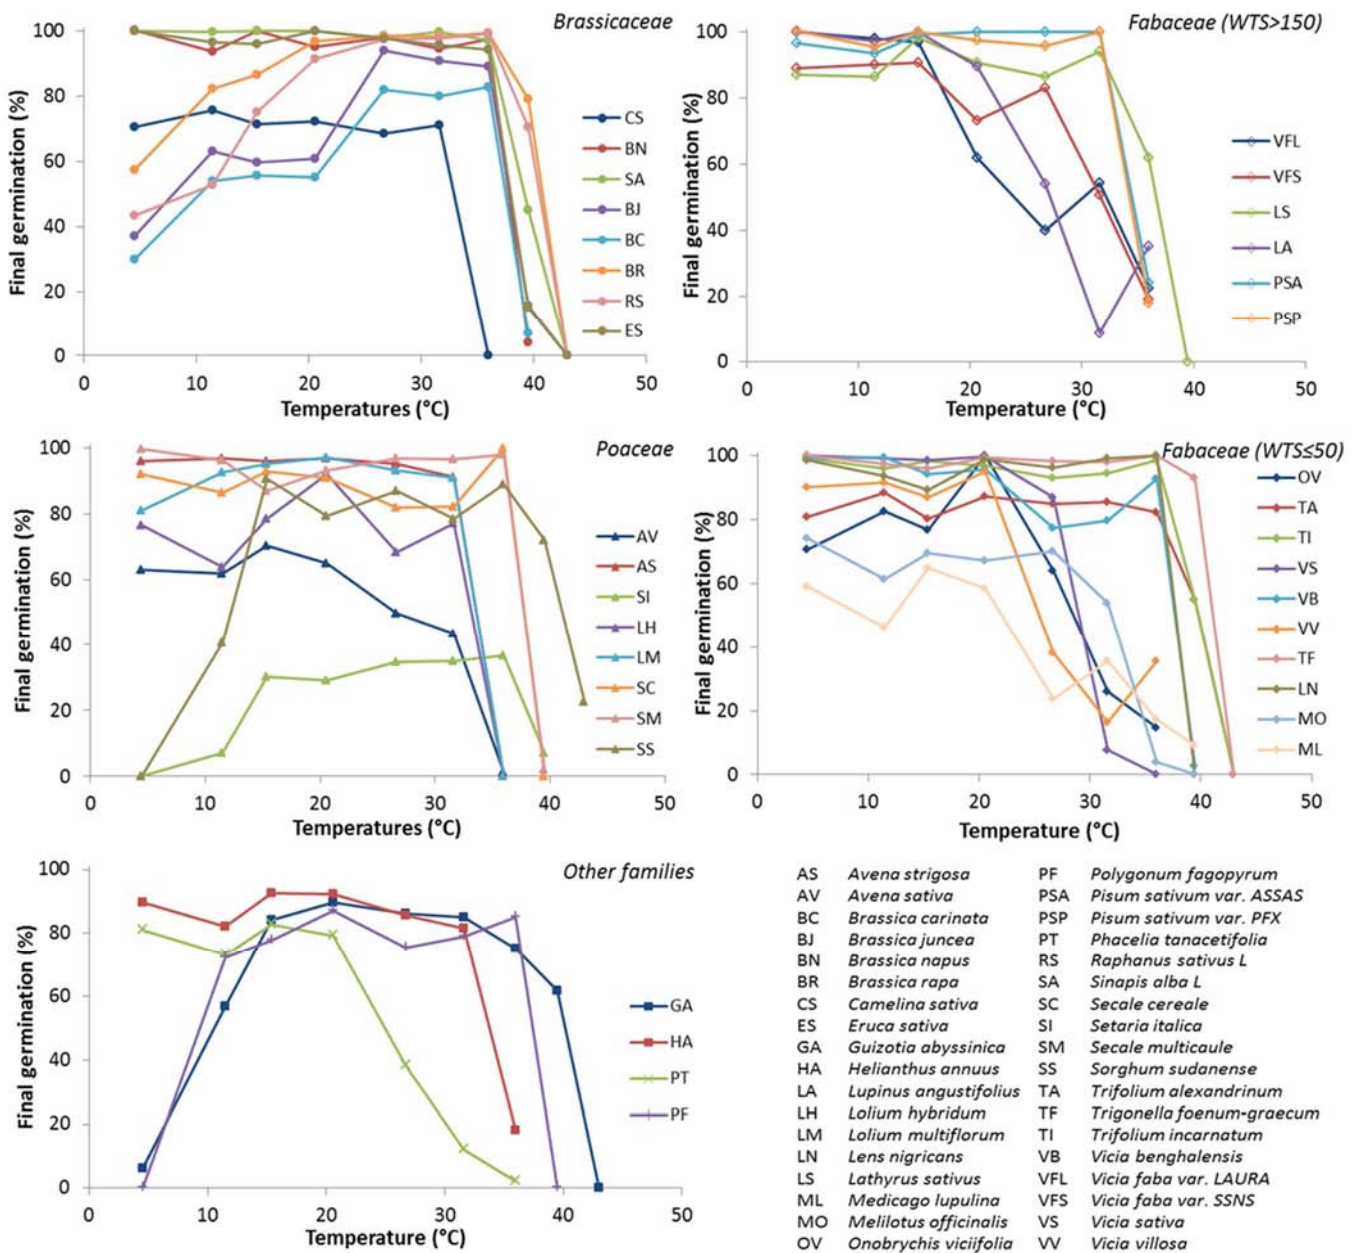 Brassicaceae
Final germination (%)
100
80
60
40
20
0
0 10 20 30 40 50
Temperatures (°C)
CS
BN
SA
BJ
BC
BR
RS
ES
Fabaceae (WTS>150)
Final germination (%)
100
80
60
40
20
0
0 10 20 30 40 50
Temperature (°C)
VFL
VFS
LS
LA
PSA
PSP
Poaceae
Final germination (%)
100
80
60
40
20
0
0 10 20 30 40 50
Temperatures (°C)
AV
AS
SI
LH
LM
SC
SM
SS
Fabaceae (WTS≤50)
Final germination (%)
100
80
60
40
20
0
0 10 20 30 40 50
Temperature (°C)
OV
TA
TI
VS
VB
VV
TF
LN
MO
ML
Other families
Final germination (%)
100
80
60
40
20
0
0 10 20 30 40 50
Temperature (°C)
GA
HA
PT
PF
AS Avena strigosa PF Polygonum fagopyrum
AV Avena sativa PSA Pisum sativum var. ASSAS
BC Brassica carinata PSP Pisum sativum var. PFX
BJ Brassica juncea PT Phacelia tanacetifolia
BN Brassica napus RS Raphanus sativus L
BR Brassica rapa SA Sinapis alba L
CS Camelina sativa SC Secale cereale
ES Eruca sativa SI Setaria italica
GA Guizotia abyssinica SM Secale multicaule
HA Helianthus annuus SS Sorghum sudanense
LA Lupinus angustifolius TA Trifolium alexandrinum
LH Lolium hybridum TF Trigonella foenum-graecum
LM Lolium multiflorum TI Trifolium incarnatum
LN Lens nigricans VB Vicia benghalensis
LS Lathyrus sativus VFL Vicia faba var. LAURA
ML Medicago lupulina VFS Vicia faba var. SSNS
MO Melilotus officinalis VS Vicia sativa
OV Onobrychis viciifolia VV Vicia villosa